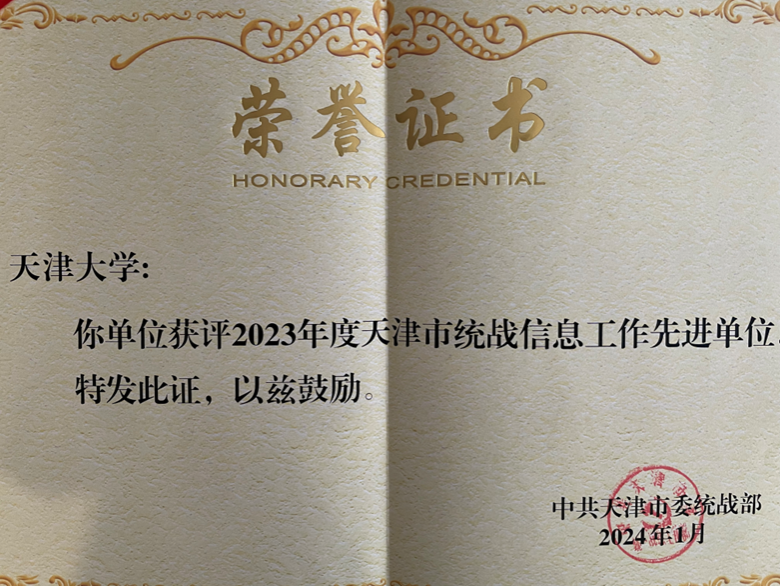 荣誉证书
HONORARY CREDENTIAL
天津大学:
你单位获评2023年度天津市统战信息工作先进单位,
特发此证，以兹鼓励。
中共天津市委统战部
2024年1月